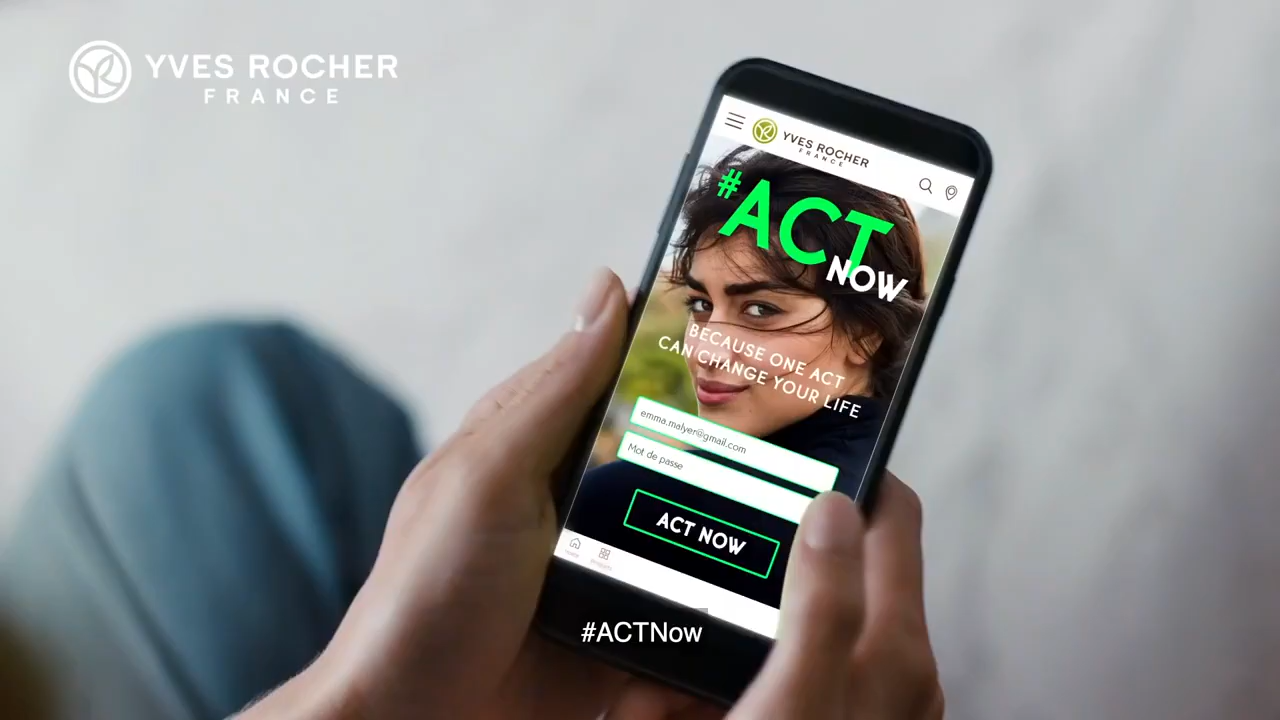 YVES ROCHER
FRANCE
YVES ROCHER
FRANCE
#ACT
NOW
BECAUSE ONE ACT
CAN CHANGE YOUR LIFE
emma.malyer@gmail.com
Mot de passe
ACT NOW
Home
#ACTNow